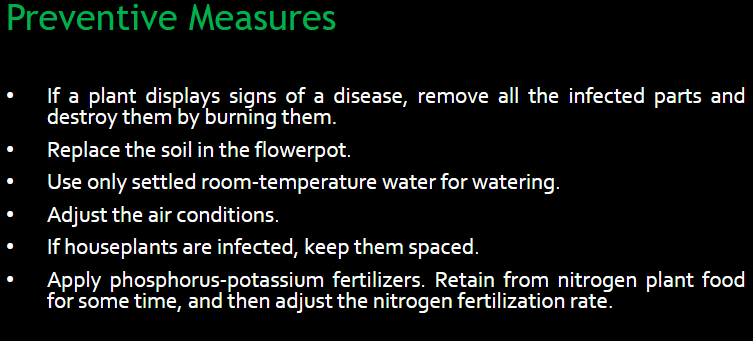 Preventive Measures
• If a plant displays signs of a disease, remove all the infected parts and
destroy them by burning them.
• Replace the soil in the flowerpot.
• Use only settled room-temperature water for watering.
• Adjust the air conditions.
• If houseplants are infected, keep them spaced.
• Apply phosphorus-potassium fertilizers. Retain from nitrogen plant food
for some time, and then adjust the nitrogen fertilization rate.